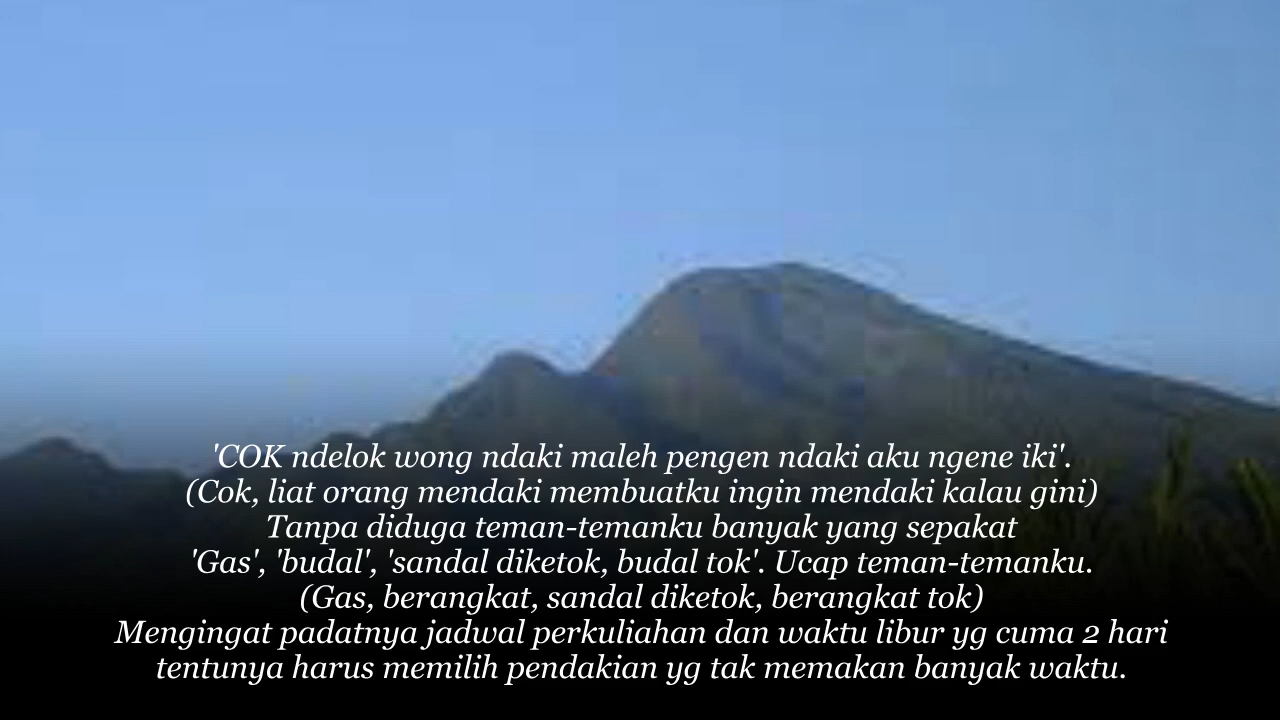 'COK ndelok wong ndaki maleh pengen ndaki aku ngene iki'.
(Cok, liat orang mendaki membuatku ingin mendaki kalau gini)
Tanpa diduga teman-temanku banyak yang sepakat
'Gas', 'budal', 'sandal diketok, budal tok'. Ucap teman-temanku.
(Gas, berangkat, sandal diketok, berangkat tok)
Mengingat padatnya jadwal perkuliahan dan waktu libur yg cuma 2 hari
tentunya harus memilih pendakian yg tak memakan banyak waktu.